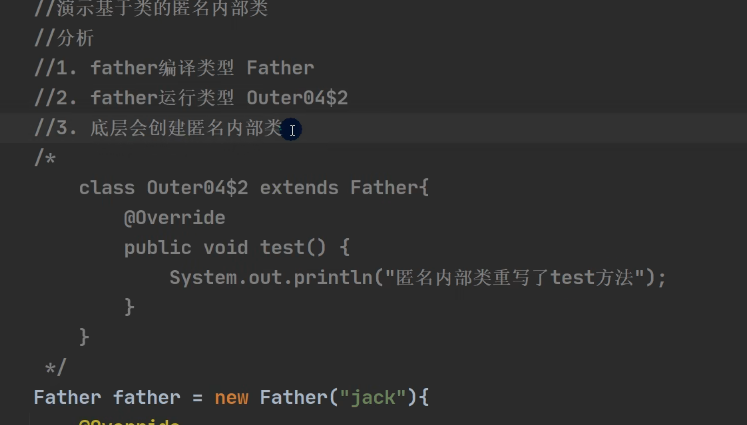 //演示基于类的匿名内部类
//分析
//1. father编译类型 Father
//2. father运行类型 Outer04$2
//3. 底层会创建匿名内部类
/*
class Outer04$2 extends Father{
@Override
public void test() {
System.out.println("匿名内部类重写了test方法");
}
}
*/
Father father = new Father("jack"){
@Override